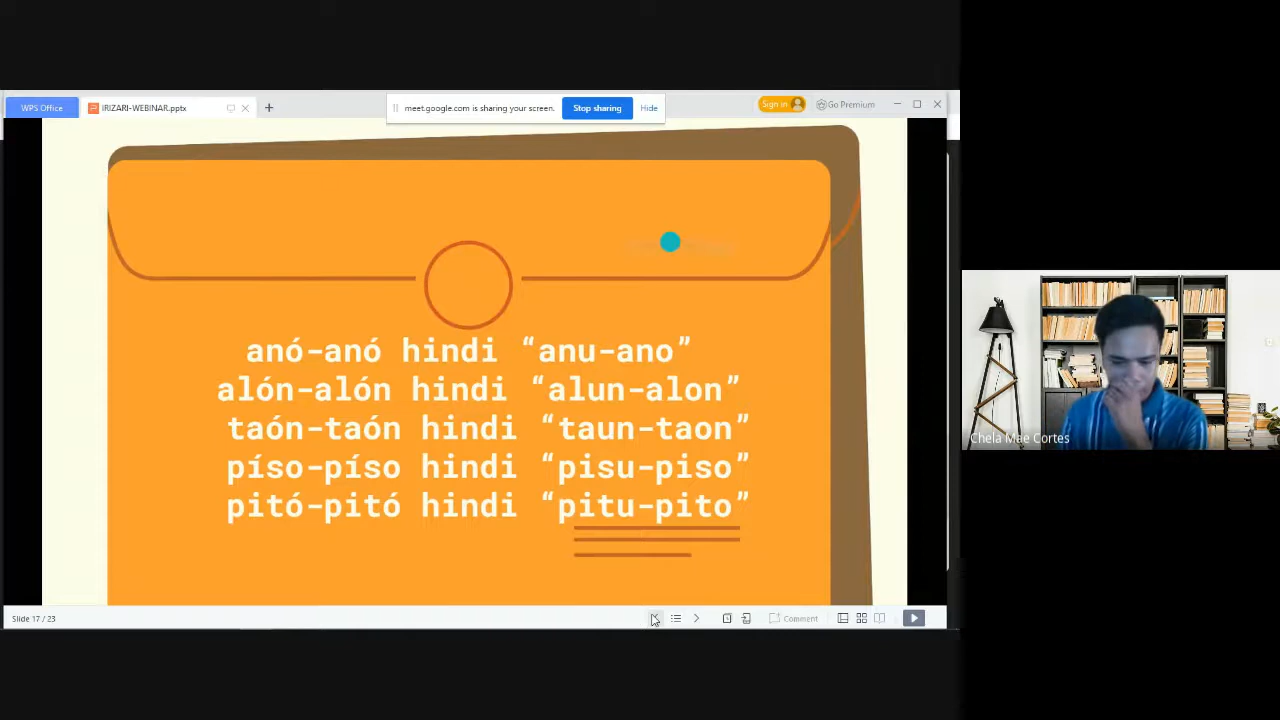 WPS Office
IRIZARI-WEBINAR.pptx
meet.google.com is sharing your screen.
Stop sharing
Hide
Sign in
Go Premium
anó-anó hindi “anu-ano”
alón-alón hindi “alun-alon”
taón-taón hindi “taun-taon”
píso-píso hindi “pisu-piso”
pitó-pitó hindi “pitu-pito”
Chela Mae Cortes
Slide 17 / 23
Comment